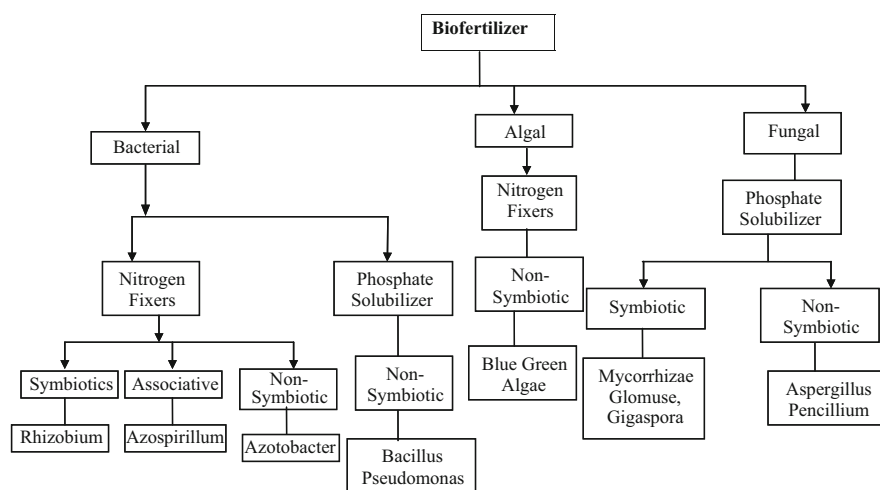 Biofertilizer
Bacterial
Algal
Fungal
Nitrogen
Fixers
Phosphate
Solubilizer
Nitrogen
Fixers
Phosphate
Solubilizer
Non-
Symbiotic
Symbiotic
Non-
Symbiotic
Symbiotics
Associative
Non-
Symbiotic
Non-
Symbiotic
Blue Green
Algae
Mycorrhizae
Glomuse,
Gigaspora
Aspergillus
Pencillium
Rhizobium
Azospirillum
Azotobacter
Bacillus
Pseudomonas